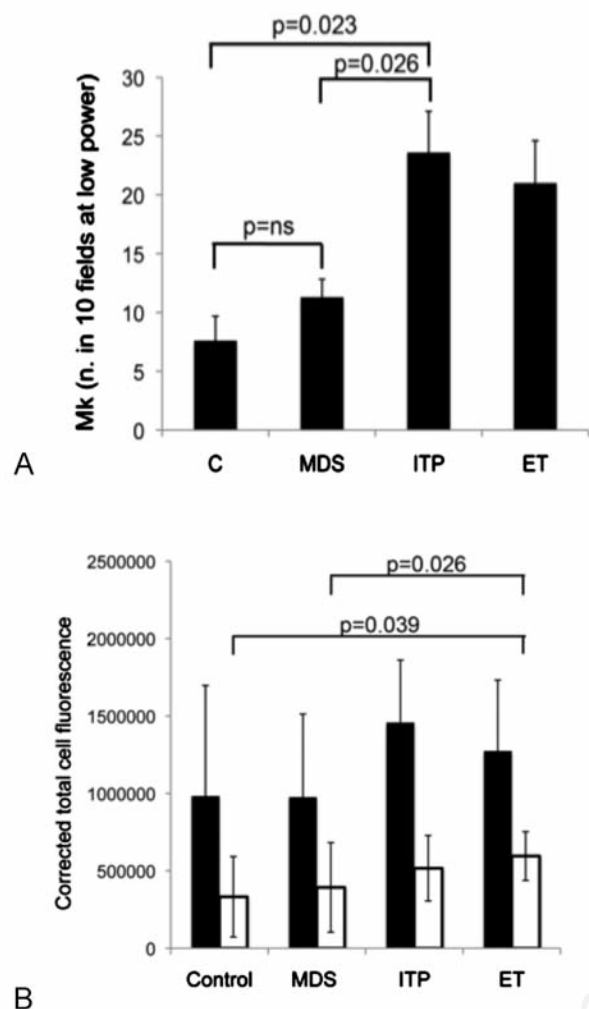 p=0.023
p=0.026
30
25
20
15
10
5
0
p=ns
Mk (n. in 10 fields at low power)
C MDS ITP ET
A
2500000
2000000
1500000
1000000
500000
0
p=0.026
p=0.039
Corrected total cell fluorescence
Control MDS ITP ET
B